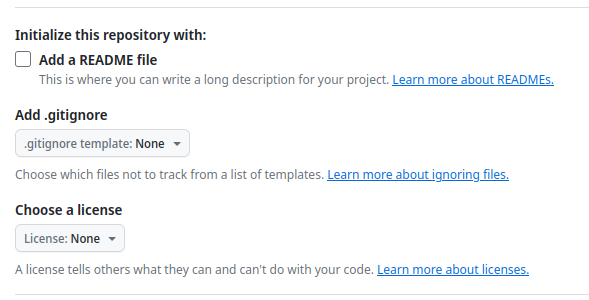 Initialize this repository with:
Add a README file
This is where you can write a long description for your project. Learn more about READMEs.
Add .gitignore
.gitignore template: None
Choose which files not to track from a list of templates. Learn more about ignoring files.
Choose a license
License: None
A license tells others what they can and can't do with your code. Learn more about licenses.